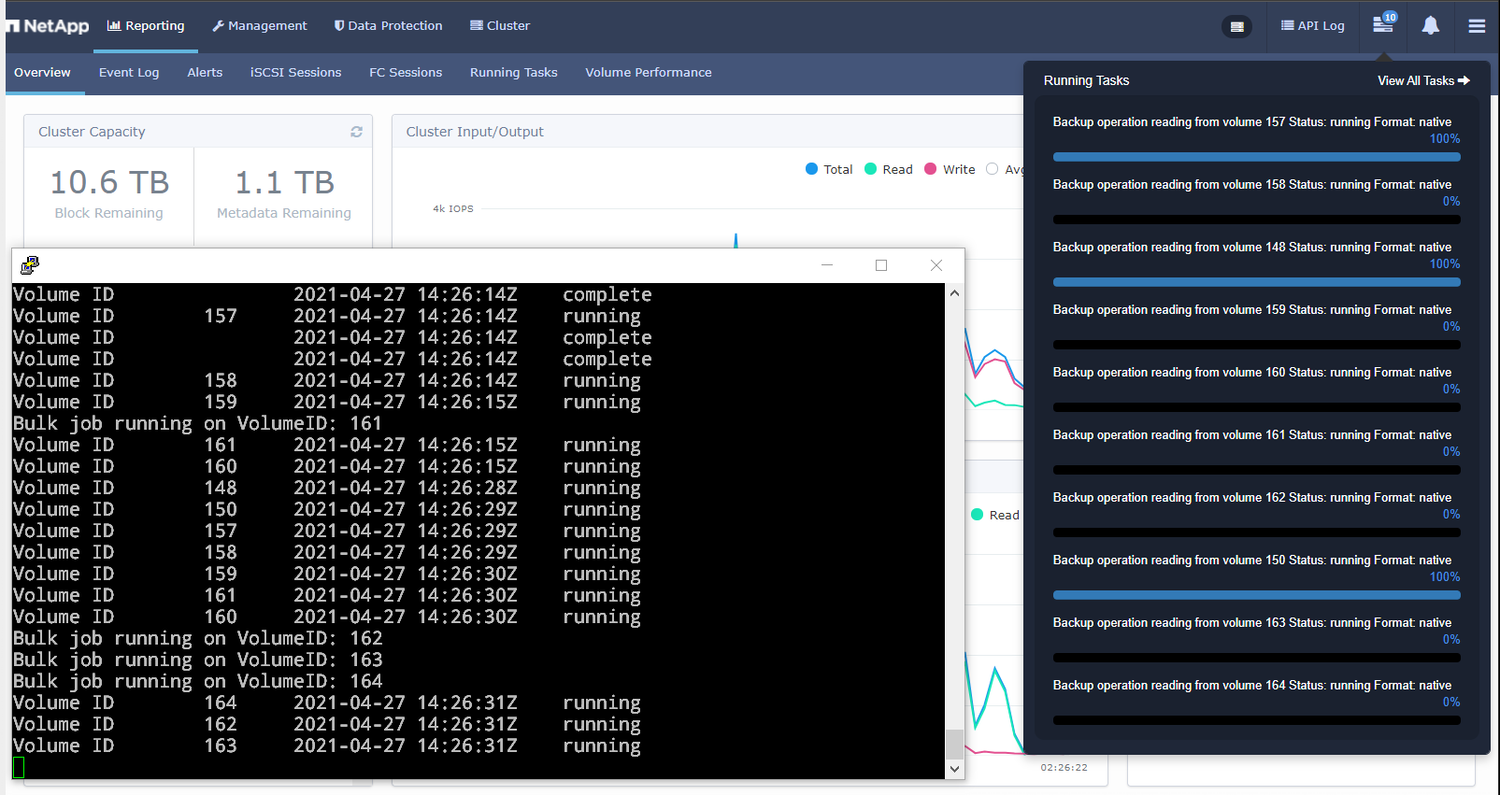 NetApp Reporting Management Data Protection Cluster API Log 10
Overview Event Log Alerts iSCSI Sessions FC Sessions Running Tasks Volume Performance
Cluster Capacity
10.6 TB
Block Remaining
1.1 TB
Metadata Remaining
Cluster Input/Output
Total Read Write
4k IOPS
Read
02:26:22
Volume ID 2021-04-27 14:26:14Z complete
Volume ID 157 2021-04-27 14:26:14Z running
Volume ID 2021-04-27 14:26:14Z complete
Volume ID 2021-04-27 14:26:14Z complete
Volume ID 158 2021-04-27 14:26:14Z running
Volume ID 159 2021-04-27 14:26:15Z running
Bulk job running on VolumeID: 161
Volume ID 161 2021-04-27 14:26:15Z running
Volume ID 160 2021-04-27 14:26:15Z running
Volume ID 148 2021-04-27 14:26:28Z running
Volume ID 150 2021-04-27 14:26:29Z running
Volume ID 157 2021-04-27 14:26:29Z running
Volume ID 158 2021-04-27 14:26:29Z running
Volume ID 159 2021-04-27 14:26:30Z running
Volume ID 161 2021-04-27 14:26:30Z running
Volume ID 160 2021-04-27 14:26:30Z running
Bulk job running on VolumeID: 162
Bulk job running on VolumeID: 163
Bulk job running on VolumeID: 164
Volume ID 164 2021-04-27 14:26:31Z running
Volume ID 162 2021-04-27 14:26:31Z running
Volume ID 163 2021-04-27 14:26:31Z running
Running Tasks View All Tasks
Backup operation reading from volume 157 Status: running Format: native
100%
Backup operation reading from volume 158 Status: running Format: native
0%
Backup operation reading from volume 148 Status: running Format: native
100%
Backup operation reading from volume 159 Status: running Format: native
0%
Backup operation reading from volume 160 Status: running Format: native
0%
Backup operation reading from volume 161 Status: running Format: native
0%
Backup operation reading from volume 162 Status: running Format: native
0%
Backup operation reading from volume 150 Status: running Format: native
100%
Backup operation reading from volume 163 Status: running Format: native
0%
Backup operation reading from volume 164 Status: running Format: native
0%